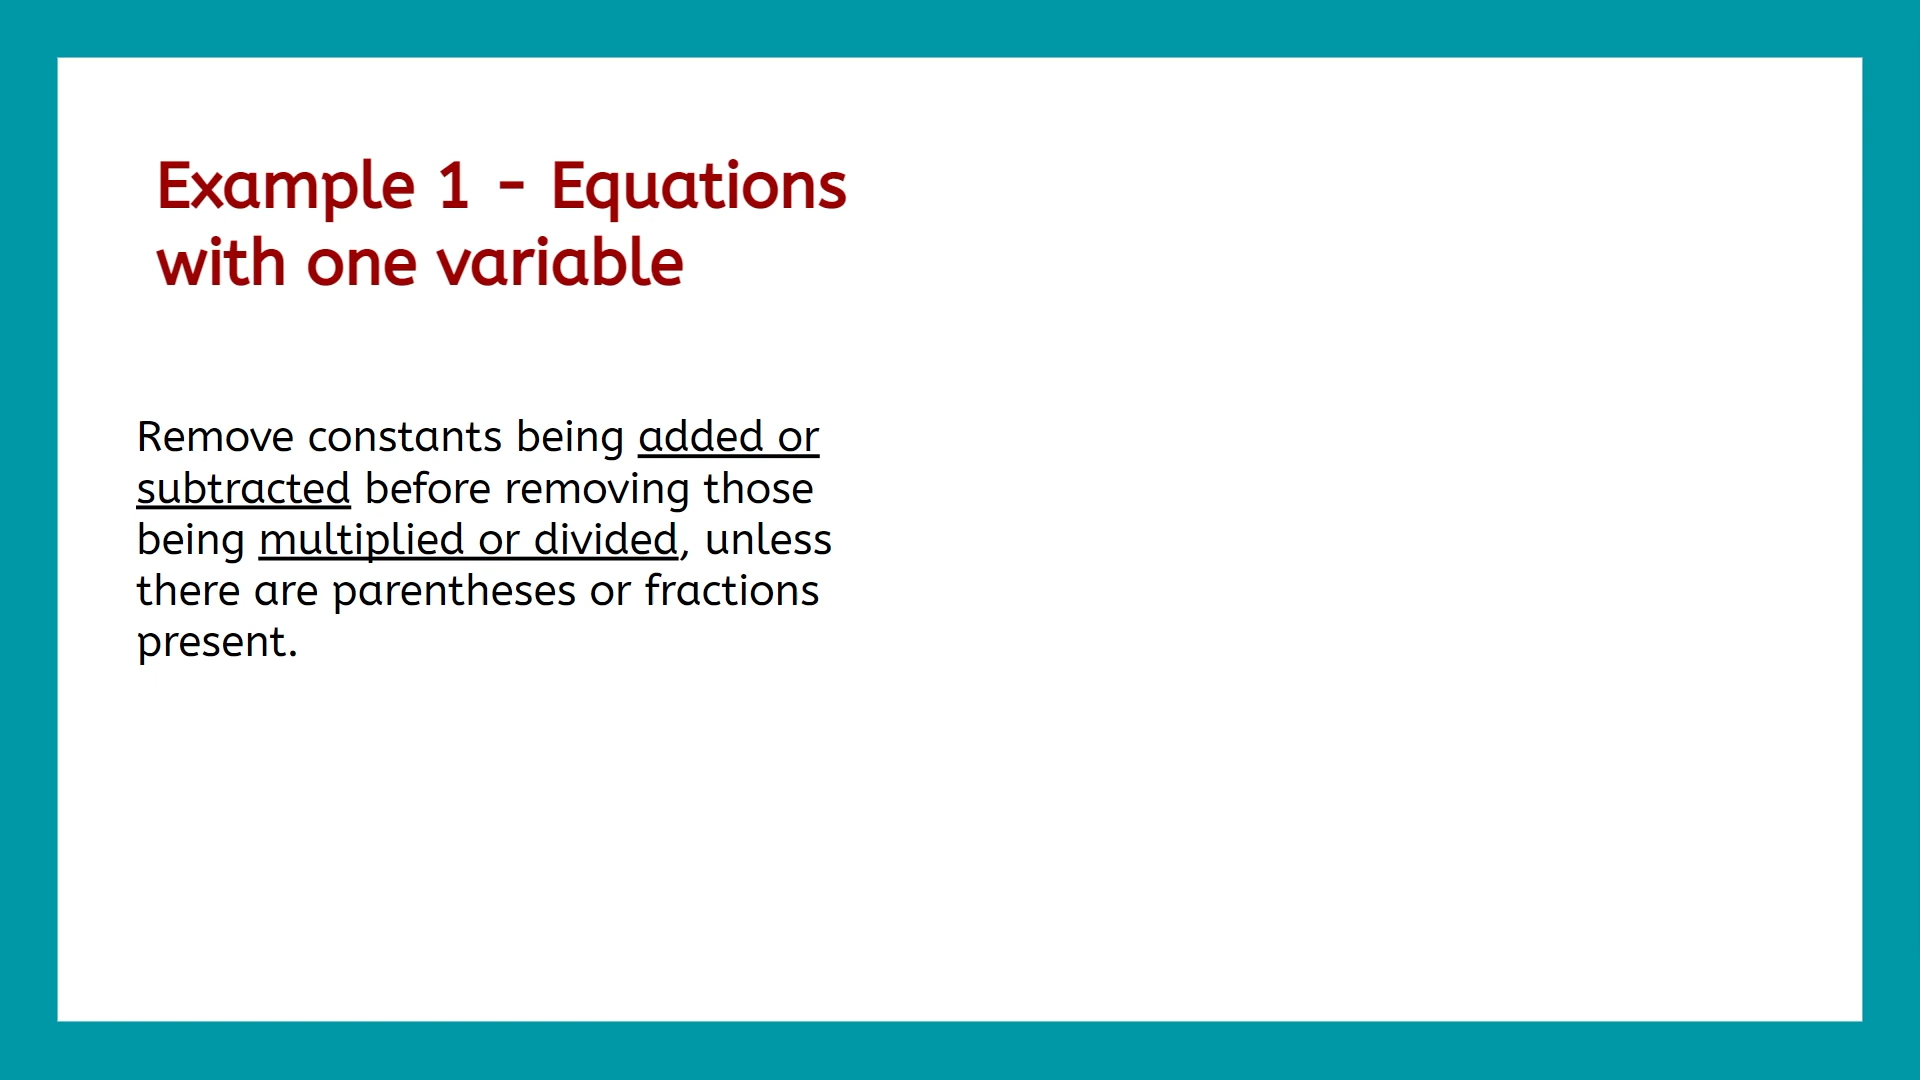 Example 1 - Equations
with one variable
Remove constants being added or
subtracted before removing those
being multiplied or divided, unless
there are parentheses or fractions
present.